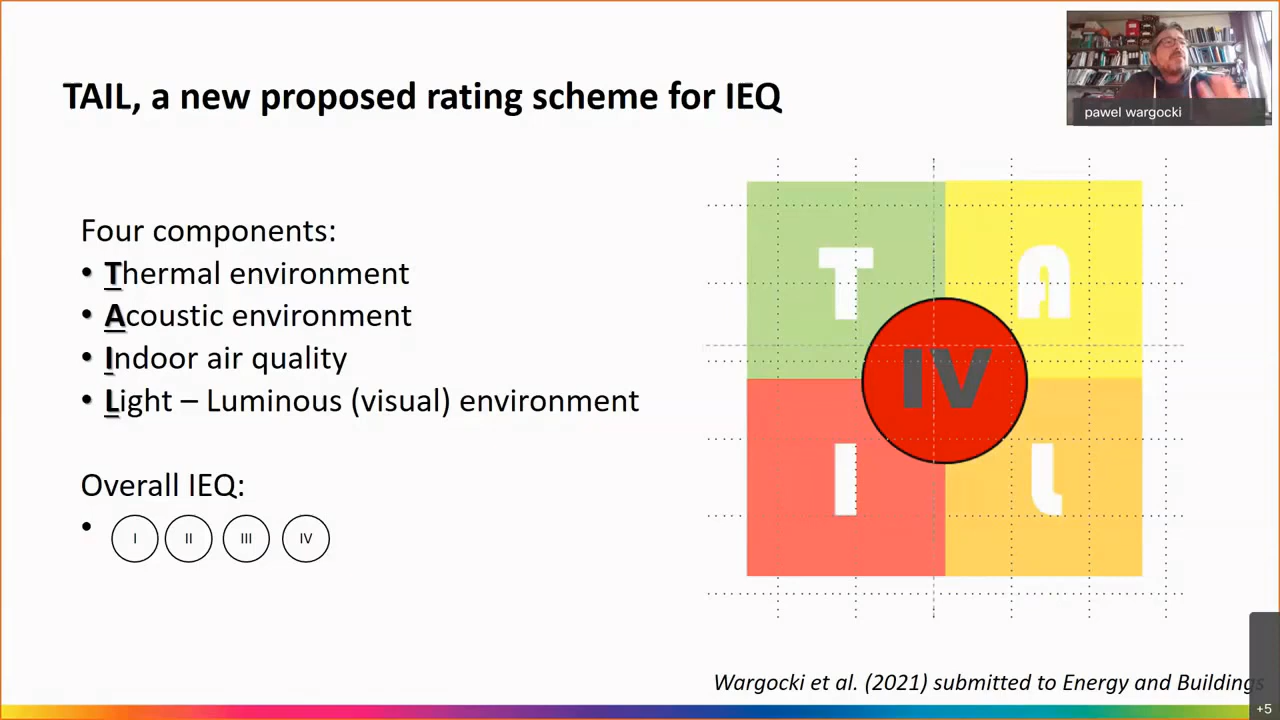 TAIL, a new proposed rating scheme for IEQ
pawel wargocki
Four components:
• Thermal environment
• Acoustic environment
• Indoor air quality
• Light – Luminous (visual) environment
Overall IEQ:
• I II III IV
T A
IV
I L
Wargocki et al. (2021) submitted to Energy and Buildings
+5